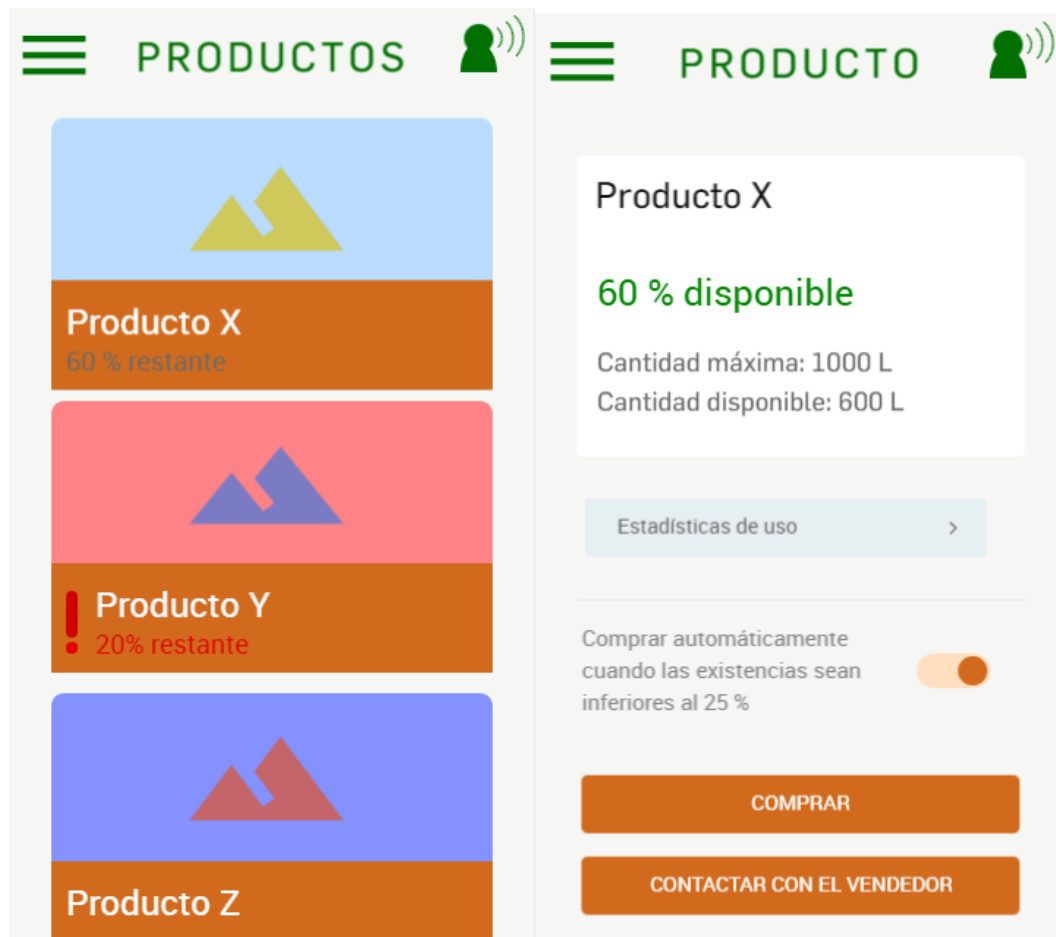 PRODUCTOS
Producto X
60 % restante
Producto Y
20% restante
Producto Z
PRODUCTO
Producto X
60 % disponible
Cantidad máxima: 1000 L
Cantidad disponible: 600 L
Estadísticas de uso
Comprar automáticamente
cuando las existencias sean
inferiores al 25 %
COMPRAR
CONTACTAR CON EL VENDEDOR